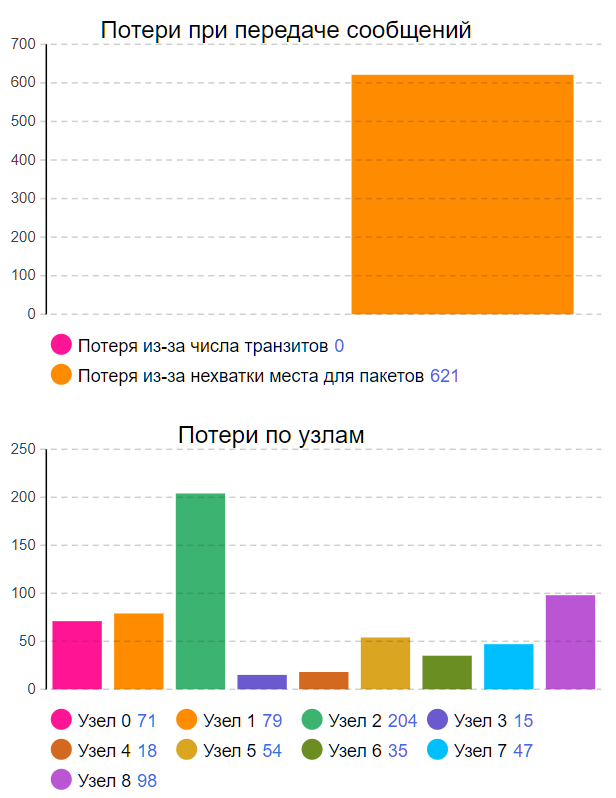 Потери при передаче сообщений
700
600
500
400
300
200
100
0
Потеря из-за числа транзитов 0
Потеря из-за нехватки места для пакетов 621
Потери по узлам
250
200
150
100
50
0
Узел 0 71 Узел 1 79 Узел 2 204 Узел 3 15
Узел 4 18 Узел 5 54 Узел 6 35 Узел 7 47
Узел 8 98